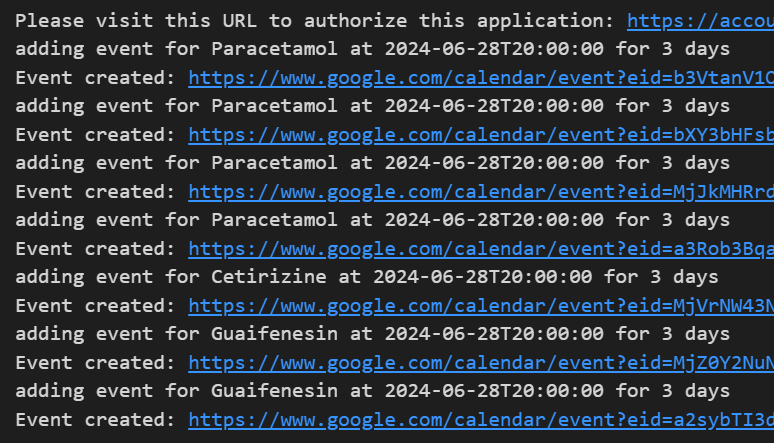 Please visit this URL to authorize this application: https://accou
adding event for Paracetamol at 2024-06-28T20:00:00 for 3 days
Event created: https://www.google.com/calendar/event?eid=b3VtanV1O
adding event for Paracetamol at 2024-06-28T20:00:00 for 3 days
Event created: https://www.google.com/calendar/event?eid=bXY3bHFsb
adding event for Paracetamol at 2024-06-28T20:00:00 for 3 days
Event created: https://www.google.com/calendar/event?eid=MjJkMHRrd
adding event for Paracetamol at 2024-06-28T20:00:00 for 3 days
Event created: https://www.google.com/calendar/event?eid=a3Rob3Bqa
adding event for Cetirizine at 2024-06-28T20:00:00 for 3 days
Event created: https://www.google.com/calendar/event?eid=MjVrNW43N
adding event for Guaifenesin at 2024-06-28T20:00:00 for 3 days
Event created: https://www.google.com/calendar/event?eid=MjZ0Y2NuN
adding event for Guaifenesin at 2024-06-28T20:00:00 for 3 days
Event created: https://www.google.com/calendar/event?eid=a2sybTI3d